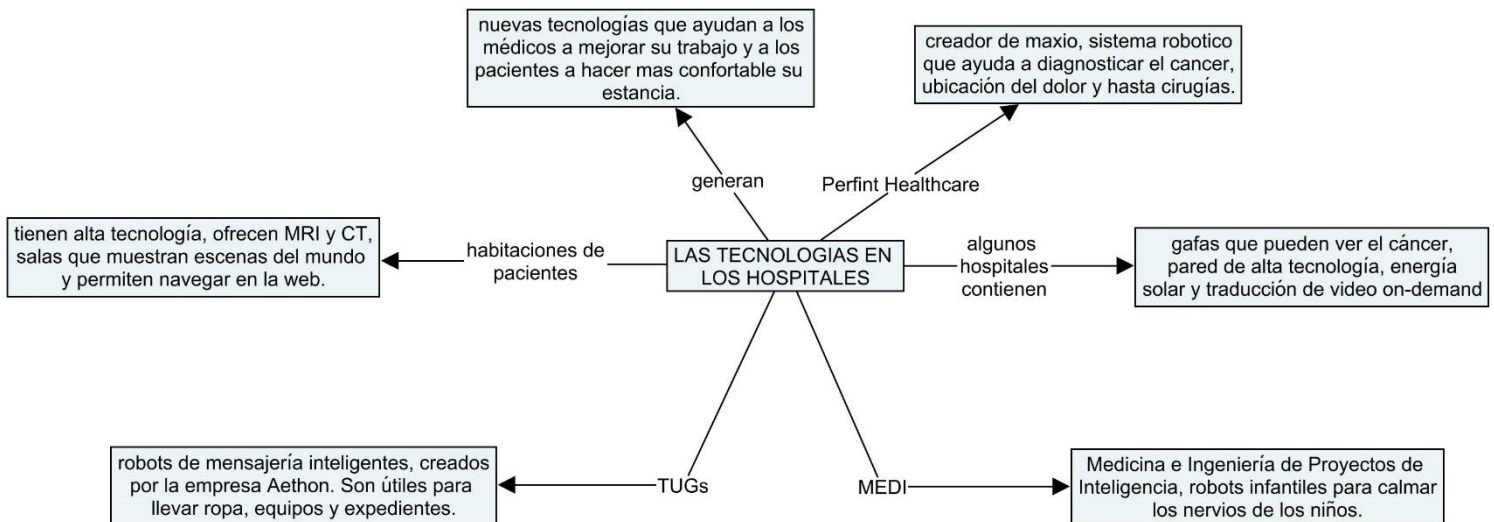 nuevas tecnologías que ayudan a los
médicos a mejorar su trabajo y a los
pacientes a hacer mas confortable su
estancia.
creador de maxio, sistema robotico
que ayuda a diagnosticar el cancer,
ubicación del dolor y hasta cirugías.
generan
Perfint Healthcare
tienen alta tecnología, ofrecen MRI y CT,
salas que muestran escenas del mundo
y permiten navegar en la web.
habitaciones de
pacientes
LAS TECNOLOGIAS EN
LOS HOSPITALES
algunos
hospitales
contienen
gafas que pueden ver el cáncer,
pared de alta tecnología, energía
solar y traducción de video on-demand
robots de mensajería inteligentes, creados
por la empresa Aethon. Son útiles para
llevar ropa, equipos y expedientes.
TUGs
MEDI
Medicina e Ingeniería de Proyectos de
Inteligencia, robots infantiles para calmar
los nervios de los niños.